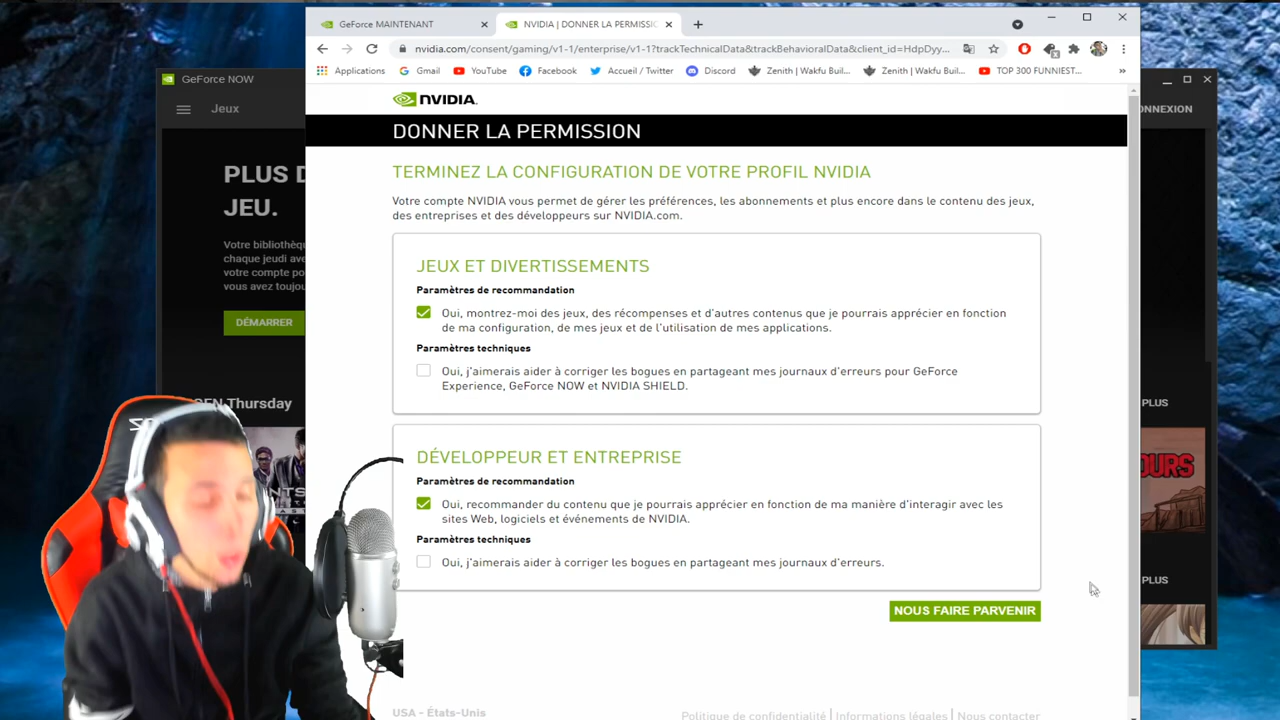 GeForce MAINTENANT
NVIDIA | DONNER LA PERMISSIO
nvidia.com/consent/gaming/v1-1/enterprise/v1-1?trackTechnicalData&trackBehavioralData&client_id=HdpDyy...
Applications
Gmail
YouTube
Facebook
Accueil / Twitter
Discord
Zenith | Wakfu Buil...
Zenith | Wakfu Buil...
TOP 300 FUNNIEST...
GeForce NOW
Jeux
NNEXION
NVIDIA.
DONNER LA PERMISSION
PLUS D
JEU.
Votre bibliothèqu
chaque jeudi ave
votre compte po
vous avez toujou
DÉMARRER
GFN Thursday
TERMINEZ LA CONFIGURATION DE VOTRE PROFIL NVIDIA
Votre compte NVIDIA vous permet de gérer les préférences, les abonnements et plus encore dans le contenu des jeux,
des entreprises et des développeurs sur NVIDIA.com.
JEUX ET DIVERTISSEMENTS
Paramètres de recommandation
Oui, montrez-moi des jeux, des récompenses et d'autres contenus que je pourrais apprécier en fonction
de ma configuration, de mes jeux et de l'utilisation de mes applications.
Paramètres techniques
Oui, j'aimerais aider à corriger les bogues en partageant mes journaux d'erreurs pour GeForce
Experience, GeForce NOW et NVIDIA SHIELD.
DÉVELOPPEUR ET ENTREPRISE
Paramètres de recommandation
Oui, recommander du contenu que je pourrais apprécier en fonction de ma manière d'interagir avec les
sites Web, logiciels et événements de NVIDIA.
Paramètres techniques
Oui, j'aimerais aider à corriger les bogues en partageant mes journaux d'erreurs.
NOUS FAIRE PARVENIR
PLUS
OURS
PLUS
USA - États-Unis
Politique de confidentialité | Informations légales | Nous contacter